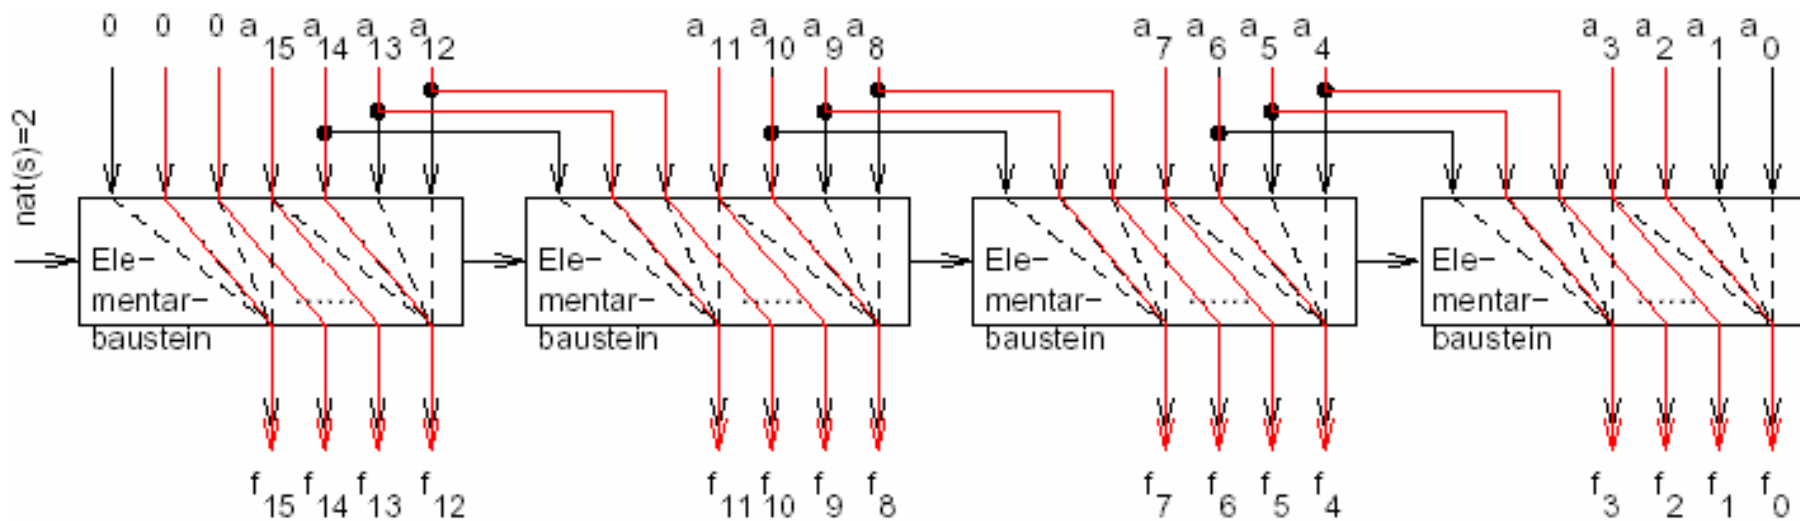 0 0 0 a15 a14 a13 a12 a11 a10 a9 a8 a7 a6 a5 a4 a3 a2 a1 a0
nat(s)=2
Ele– Ele– Ele– Ele–
mentar– mentar– mentar– mentar–
baustein baustein baustein baustein
f15 f14 f13 f12 f11 f10 f9 f8 f7 f6 f5 f4 f3 f2 f1 f0